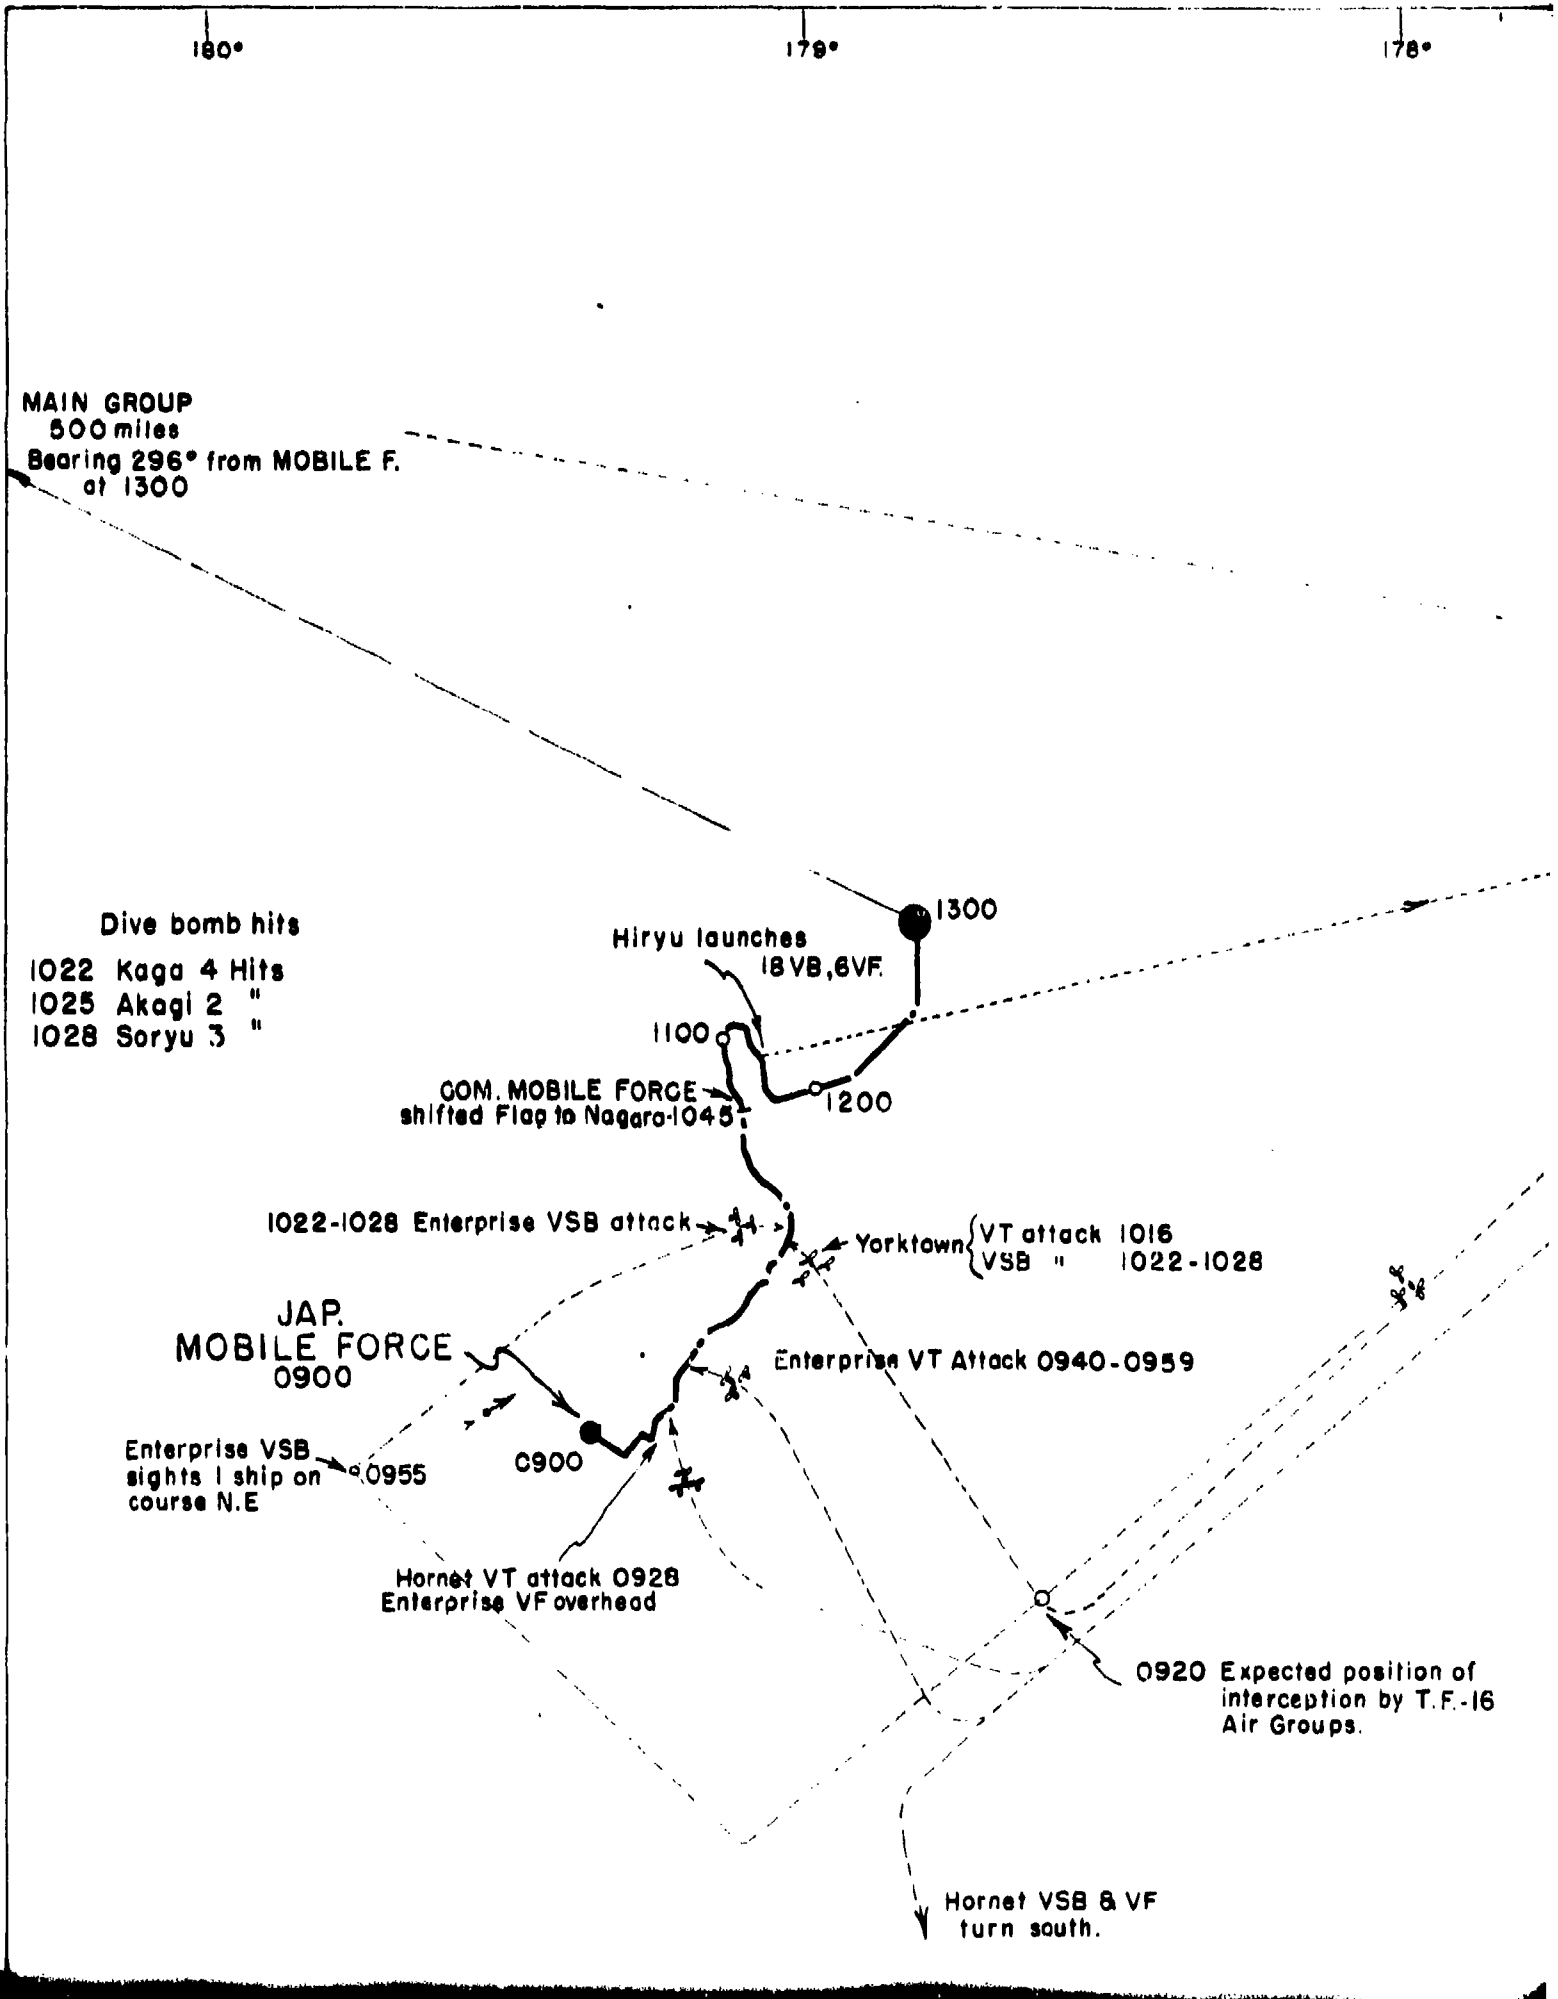 180°
179°
178°
MAIN GROUP
500 miles
Bearing 296° from MOBILE F.
at 1300
1300
Dive bomb hits
1022 Kaga 4 Hits
1025 Akagi 2 "
1028 Soryu 3 "
Hiryu launches
18 VB, 6 VF.
1100
COM. MOBILE FORCE
shifted Flap to Nagara-1045
1200
1022-1028 Enterprise VSB attack
Yorktown { VT attack 1016
VSB " 1022-1028
JAP.
MOBILE FORCE
0900
Enterprise VT Attack 0940-0959
Enterprise VSB
sights 1 ship on
course N.E
0955
0900
Hornet VT attack 0928
Enterprise VF overhead
0920 Expected position of
interception by T.F.-16
Air Groups.
Hornet VSB & VF
turn south.